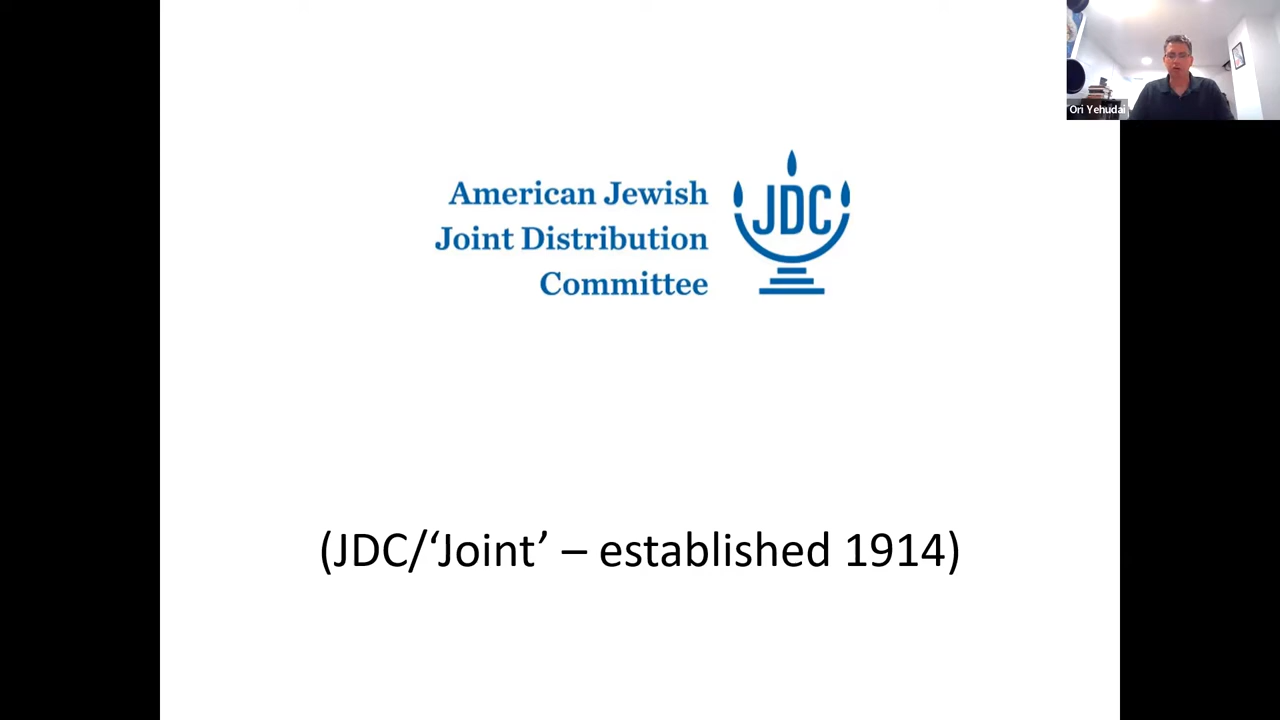 American Jewish
Joint Distribution
Committee
JDC
Ori Yehudai
(JDC/‘Joint’ – established 1914)